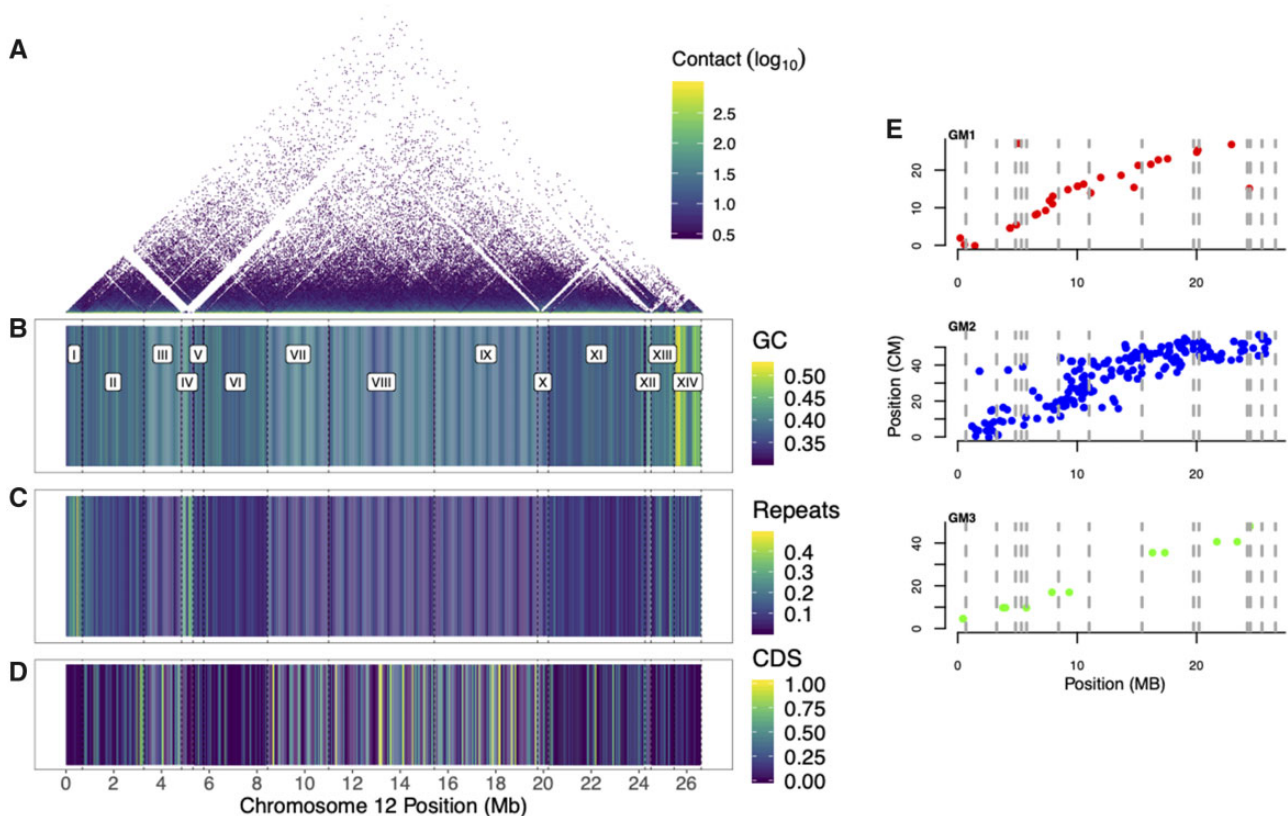 A
Contact (log10)
2.5
2.0
1.5
1.0
0.5
B
I
II
III
IV
V
VI
VII
VIII
IX
X
XI
XII
XIII
XIV
GC
0.50
0.45
0.40
0.35
C
Repeats
0.4
0.3
0.2
0.1
D
CDS
1.00
0.75
0.50
0.25
0.00
0 2 4 6 8 10 12 14 16 18 20 22 24 26
Chromosome 12 Position (Mb)
E
GM1
20
10
0
0 10 20
GM2
Position (CM)
40
20
0
0 10 20
GM3
40
20
0
0 10 20
Position (MB)